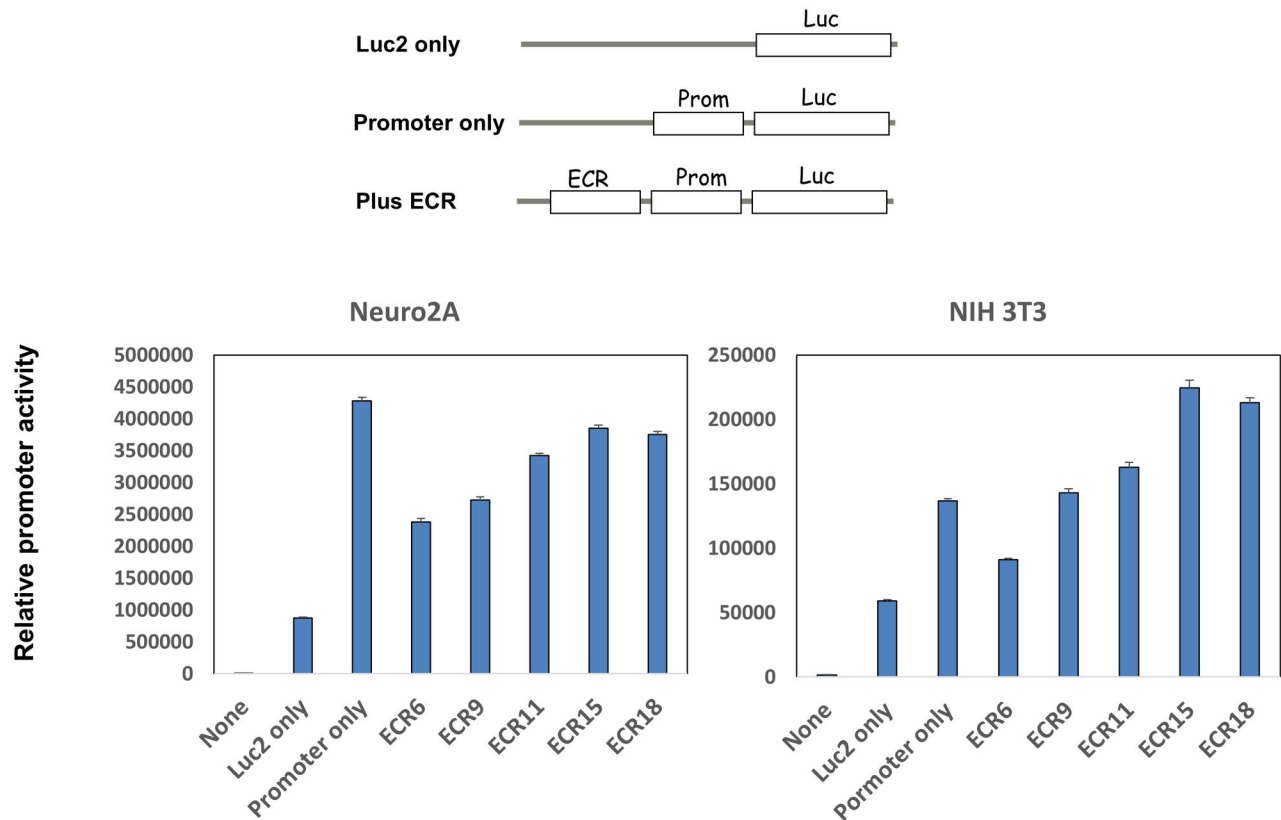 Luc
Luc2 only
Prom Luc
Promoter only
ECR Prom Luc
Plus ECR
Neuro2A
NIH 3T3
Relative promoter activity
5000000
4500000
4000000
3500000
3000000
2500000
2000000
1500000
1000000
500000
0
None
Luc2 only
Promoter only
ECR6
ECR9
ECR11
ECR15
ECR18
250000
200000
150000
100000
50000
0
None
Luc2 only
Pormoter only
ECR6
ECR9
ECR11
ECR15
ECR18